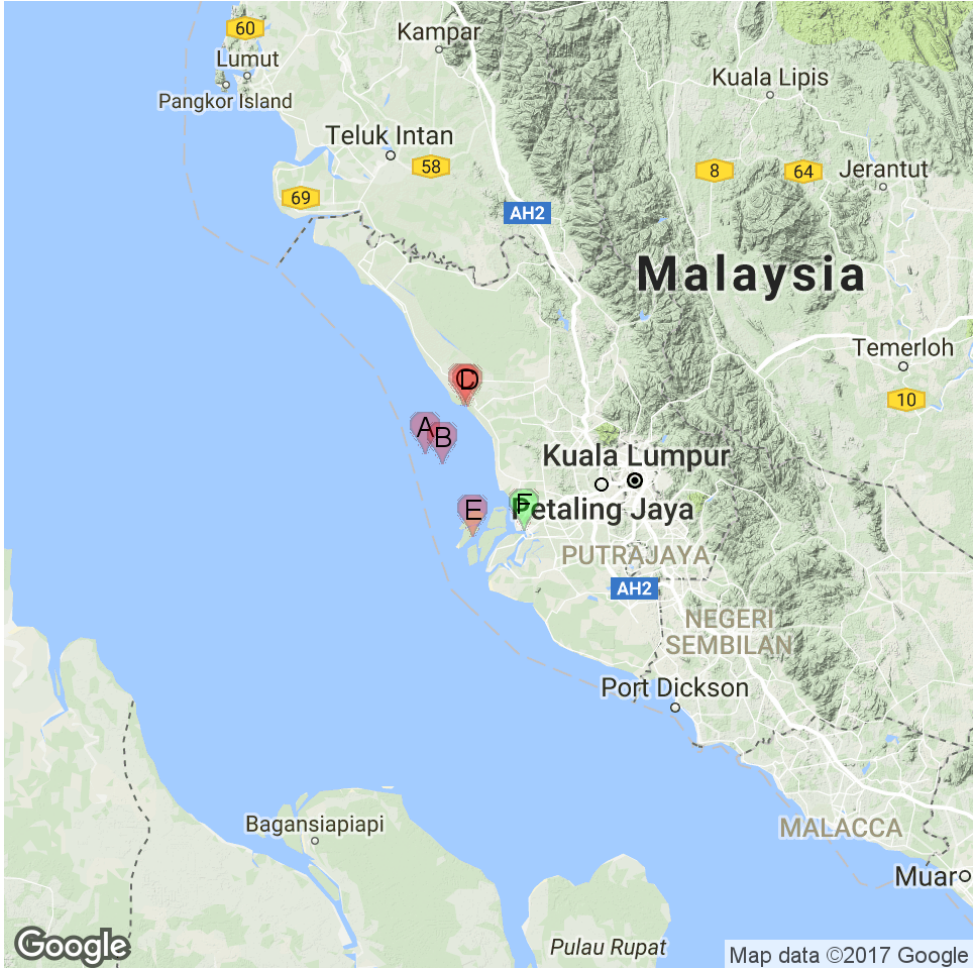 60
Kampar
Lumut
Kuala Lipis
Pangkor Island
Teluk Intan
58
8
64
Jerantut
69
AH2
Malaysia
Temerloh
D
10
A
B
Kuala Lumpur
E
F
Petaling Jaya
PUTRAJAYA
AH2
NEGERI
SEMBILAN
Port Dickson
Bagansiapiapi
MALACCA
Muar
Pulau Rupat
Google
Map data ©2017 Google